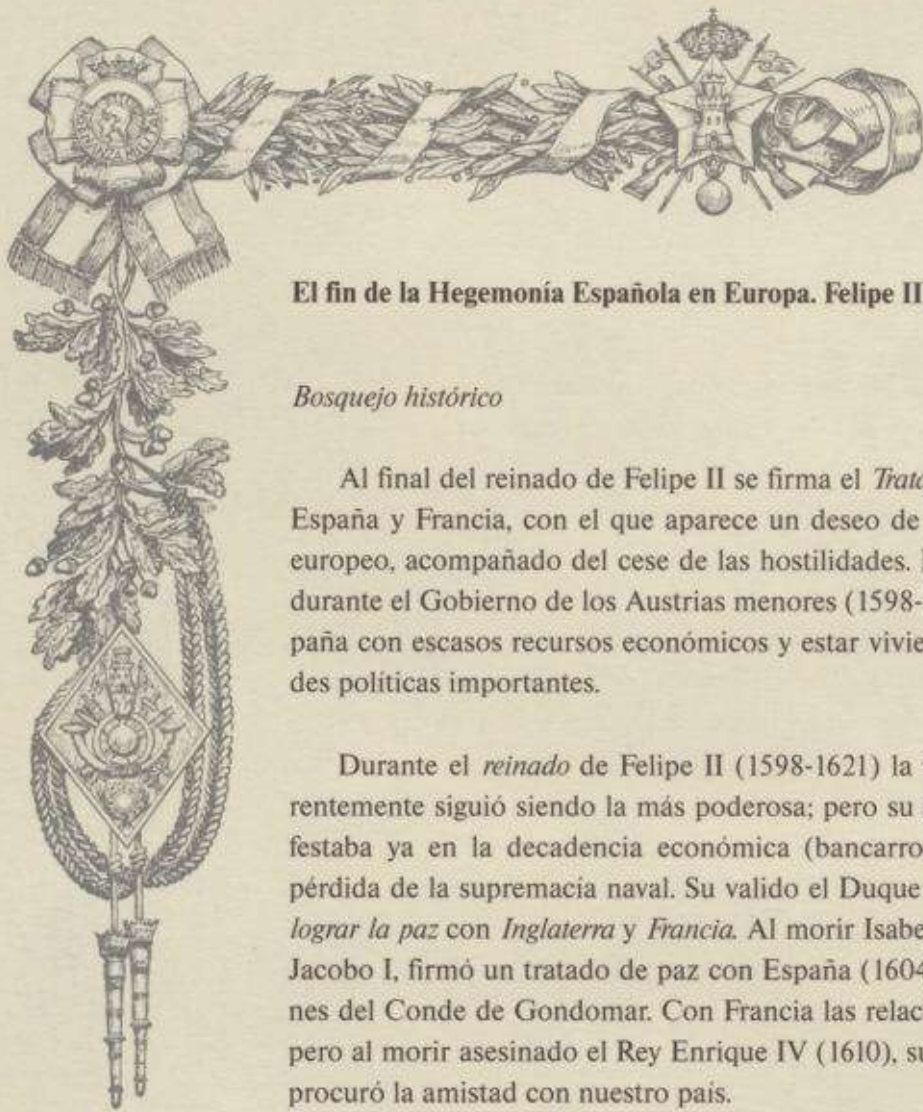 El fin de la Hegemonía Española en Europa. Felipe II
Bosquejo histórico
Al final del reinado de Felipe II se firma el Trata
España y Francia, con el que aparece un deseo de
europeo, acompañado del cese de las hostilidades.
durante el Gobierno de los Austrias menores (1598-
paña con escasos recursos económicos y estar vivie
des políticas importantes.
Durante el reinado de Felipe II (1598-1621) la
rentemente siguió siendo la más poderosa; pero su
festaba ya en la decadencia económica (bancarro
pérdida de la supremacía naval. Su valido el Duque
lograr la paz con Inglaterra y Francia. Al morir Isabe
Jacobo I, firmó un tratado de paz con España (1604
nes del Conde de Gondomar. Con Francia las relac
pero al morir asesinado el Rey Enrique IV (1610), su
procuró la amistad con nuestro país.